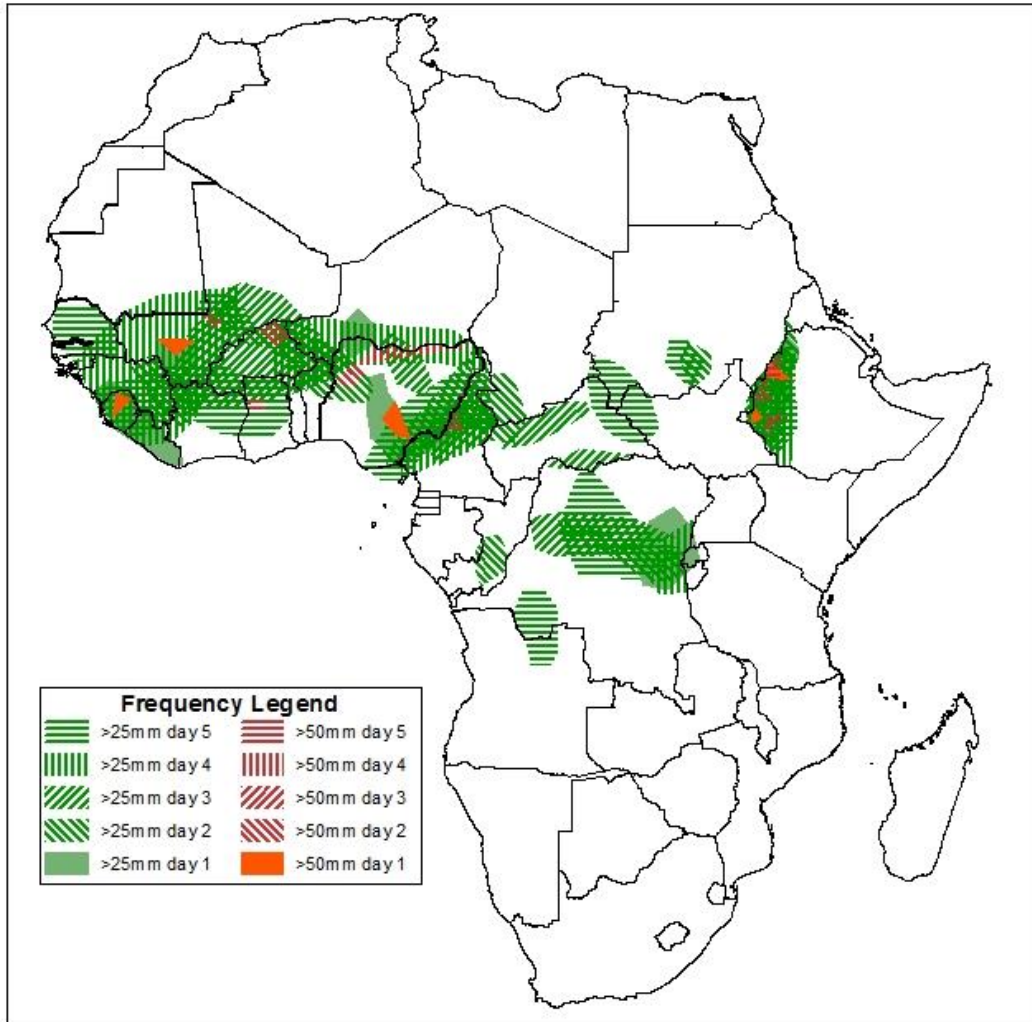 Frequency Legend
>25mm day 5 >50mm day 5
>25mm day 4 >50mm day 4
>25mm day 3 >50mm day 3
>25mm day 2 >50mm day 2
>25mm day 1 >50mm day 1